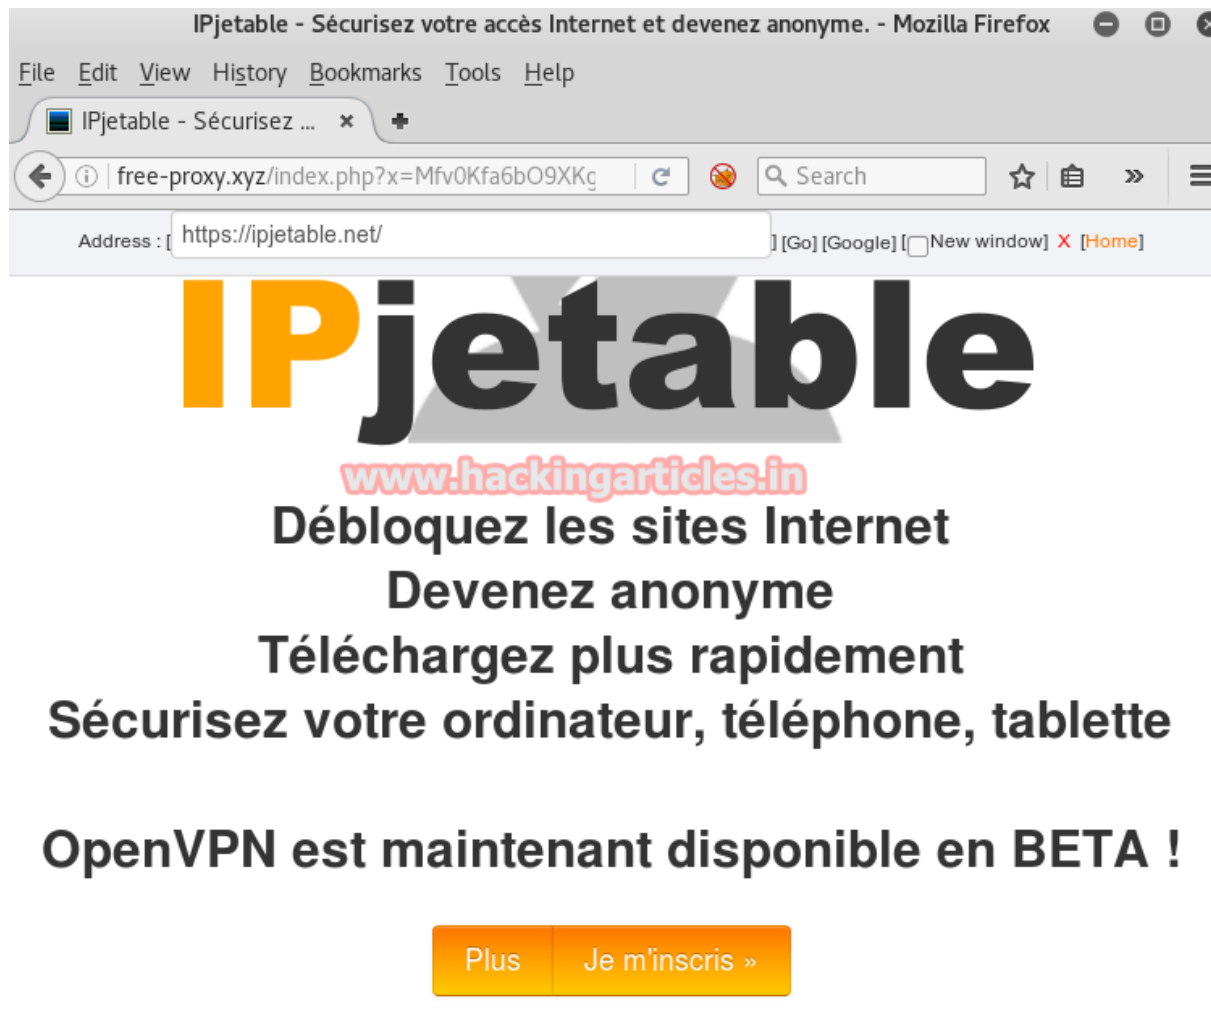 IPjetable - Sécurisez votre accès Internet et devenez anonyme. - Mozilla Firefox
File Edit View History Bookmarks Tools Help
IPjetable - Sécurisez ...
free-proxy.xyz/index.php?x=Mfv0Kfa6bO9XKg
Search
Address : [ https://ipjetable.net/ ] [Go] [Google] [ New window] X [Home]
IPjetable
www.hackingarticles.in
Débloquez les sites Internet
Devenez anonyme
Téléchargez plus rapidement
Sécurisez votre ordinateur, téléphone, tablette
OpenVPN est maintenant disponible en BETA !
Plus Je m'inscris »